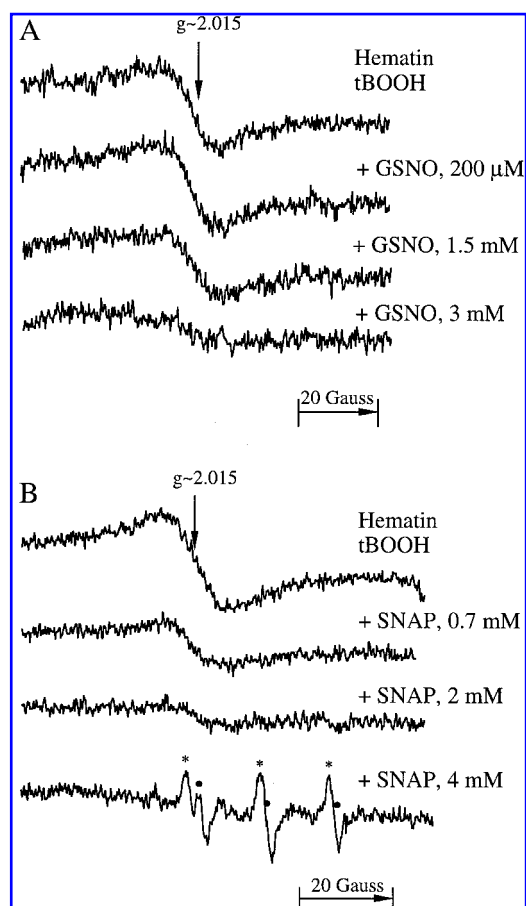 A
g~2.015
Hematin
tBOOH
+ GSNO, 200 µM
+ GSNO, 1.5 mM
+ GSNO, 3 mM
20 Gauss
B
g~2.015
Hematin
tBOOH
+ SNAP, 0.7 mM
+ SNAP, 2 mM
* * *
+ SNAP, 4 mM
20 Gauss